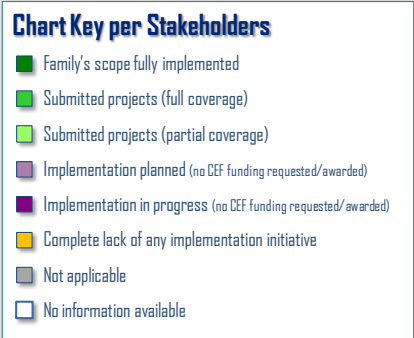 Chart Key per Stakeholders
Family's scope fully implemented
Submitted projects (full coverage)
Submitted projects (partial coverage)
Implementation planned (no CEF funding requested/awarded)
Implementation in progress (no CEF funding requested/awarded)
Complete lack of any implementation initiative
Not applicable
No information available